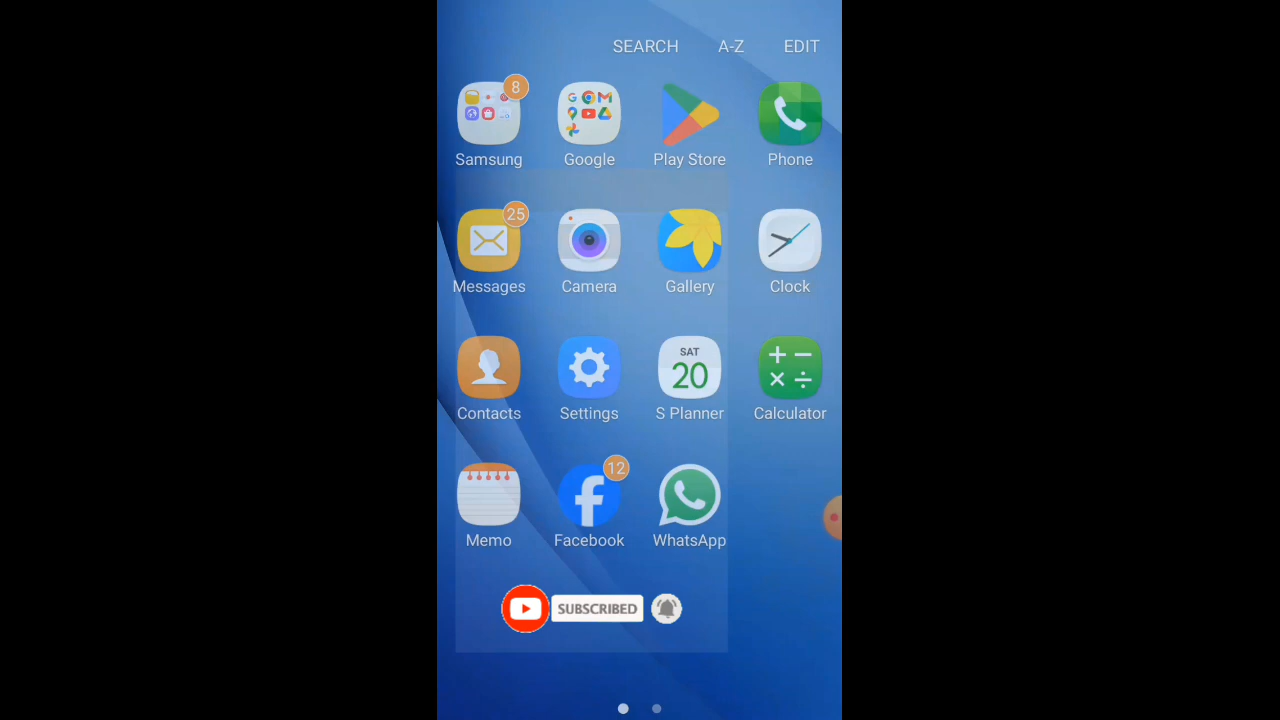 SEARCH A-Z EDIT
8
Samsung Google Play Store Phone
25
Messages Camera Gallery Clock
SAT
20
Contacts Settings S Planner Calculator
12
Memo Facebook WhatsApp
SUBSCRIBED